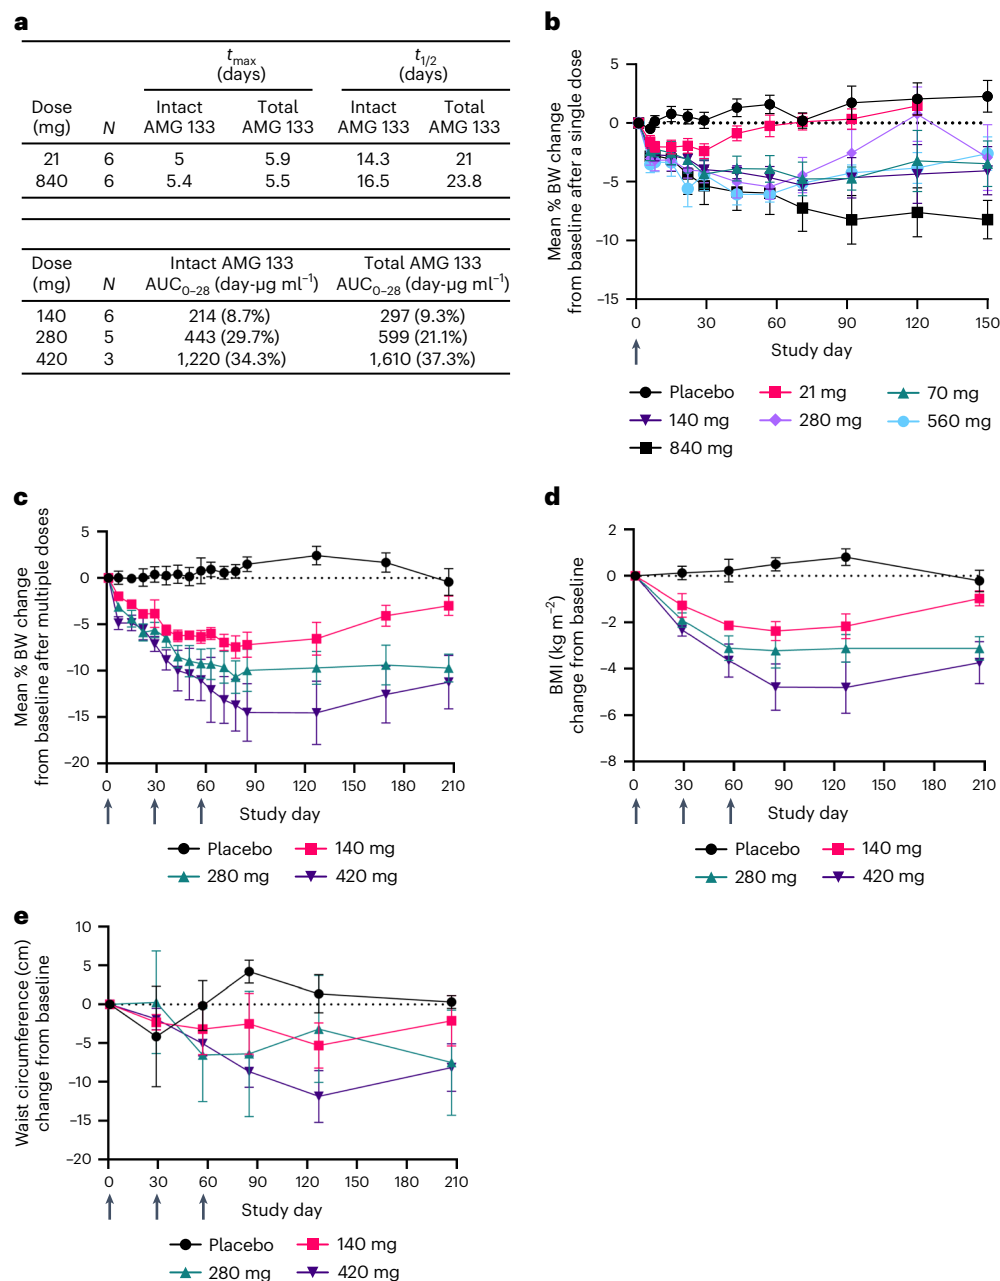 a
t_max
(days)
t_1/2
(days)
Dose
(mg) N Intact
AMG 133 Total
AMG 133 Intact
AMG 133 Total
AMG 133
21 6 5 5.9 14.3 21
840 6 5.4 5.5 16.5 23.8
Dose
(mg) N Intact AMG 133
AUC0–28 (day-µg ml−1) Total AMG 133
AUC0–28 (day-µg ml−1)
140 6 214 (8.7%) 297 (9.3%)
280 5 443 (29.7%) 599 (21.1%)
420 3 1,220 (34.3%) 1,610 (37.3%)
b
Mean % BW change
from baseline after a single dose
5
0
−5
−10
−15
0 30 60 90 120 150
Study day
Placebo 21 mg 70 mg
140 mg 280 mg 560 mg
840 mg
c
Mean % BW change
from baseline after multiple doses
5
0
−5
−10
−15
−20
0 30 60 90 120 150 180 210
Study day
Placebo 140 mg
280 mg 420 mg
d
BMI (kg m−2)
change from baseline
2
0
−2
−4
−6
−8
0 30 60 90 120 150 180 210
Study day
Placebo 140 mg
280 mg 420 mg
e
Waist circumference (cm)
change from baseline
10
5
0
−5
−10
−15
−20
0 30 60 90 120 150 180 210
Study day
Placebo 140 mg
280 mg 420 mg